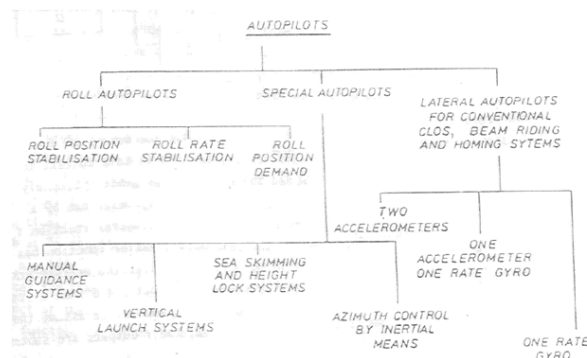 AUTOPILOTS
ROLL AUTOPILOTS
SPECIAL AUTOPILOTS
LATERAL AUTOPILOTS
FOR CONVENTIONAL
CLOS, BEAM RIDING
AND HOMING SYTEMS
ROLL POSITION
STABILISATION
ROLL RATE
STABILISATION
ROLL
POSITION
DEMAND
TWO
ACCELEROMETERS
ONE
ACCELEROMETER
ONE RATE GYRO
MANUAL
GUIDANCE
SYSTEMS
SEA SKIMMING
AND HEIGHT
LOCK SYSTEMS
VERTICAL
LAUNCH SYSTEMS
AZIMUTH CONTROL
BY INERTIAL
MEANS
ONE RATE
GYRO